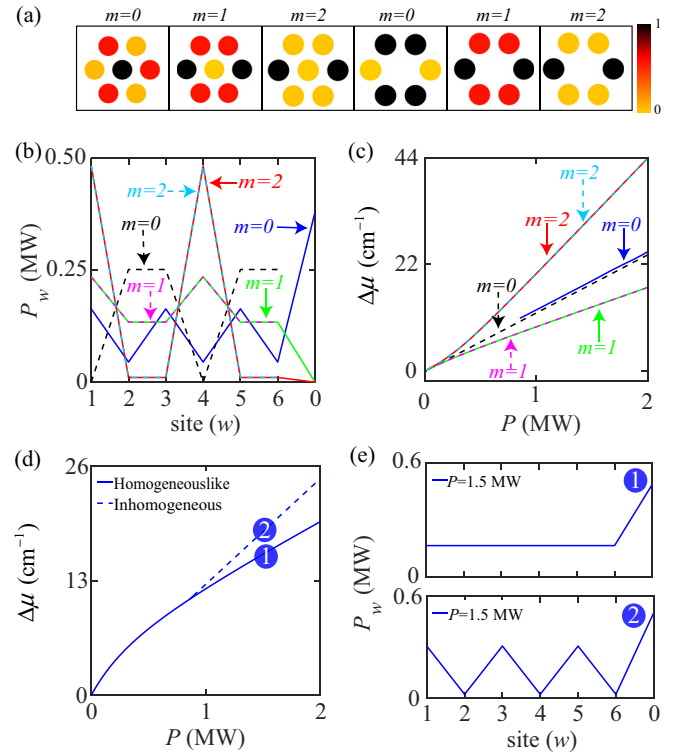 (a)
m=0 m=1 m=2 m=0 m=1 m=2
1
0
(b)
0.50
0.25
0
P_w (MW)
m=2
m=2
m=0
m=0
m=1
m=1
1 2 3 4 5 6 0
site (w)
(c)
44
22
0
Δμ (cm⁻¹)
m=2
m=2
m=0
m=0
m=1
m=1
0 1 2
P (MW)
(d)
26
13
0
Δμ (cm⁻¹)
Homogeneouslike
Inhomogeneous
2
1
0 1 2
P (MW)
(e)
0.6
0
P=1.5 MW
1
P_w (MW)
0.6
0
P=1.5 MW
2
1 2 3 4 5 6 0
site (w)